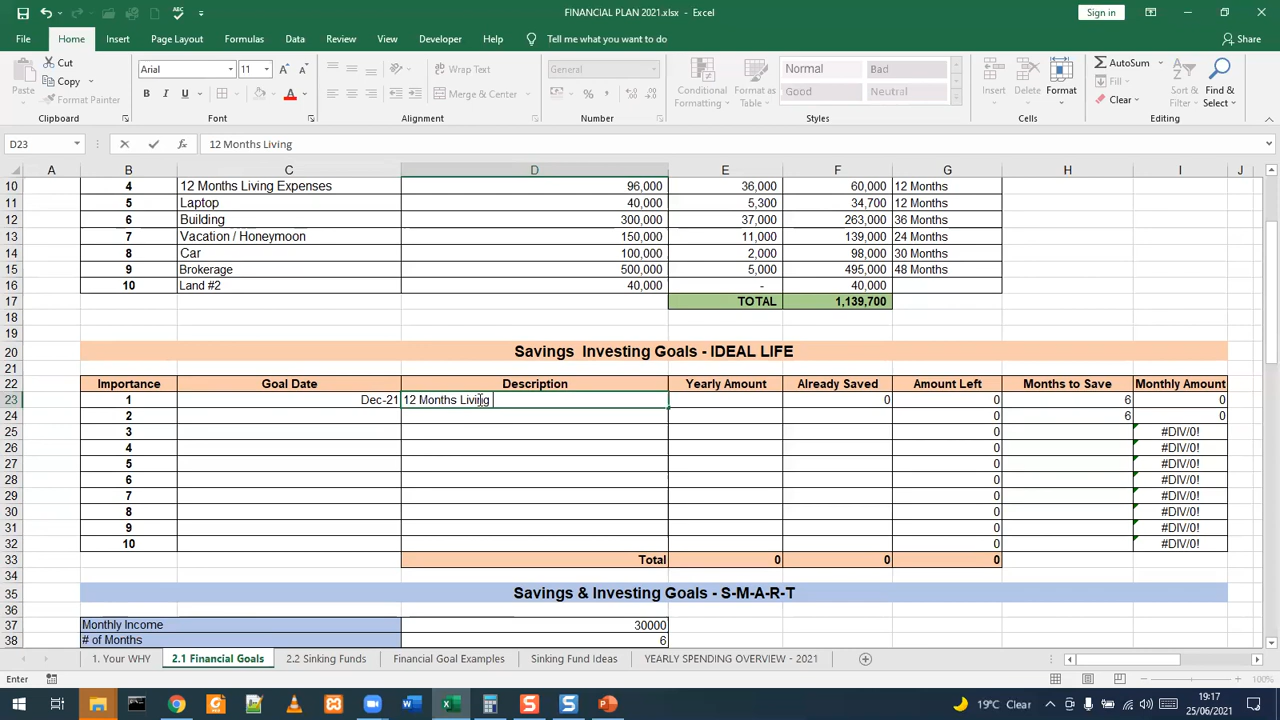 FINANCIAL PLAN 2021.xlsx - Excel
Sign in
File Home Insert Page Layout Formulas Data Review View Developer Help Tell me what you want to do Share
Paste Cut Copy Format Painter Clipboard
Arial 11 B I U Font
Wrap Text Merge & Center Alignment
General % , Number
Conditional Formatting Format as Table Normal Bad Good Neutral Styles
Insert Delete Format Cells
AutoSum Fill Clear Sort & Filter Find & Select Editing
D23 fx 12 Months Living
A B C D E F G H I J
10 4 12 Months Living Expenses 96,000 36,000 60,000 12 Months
11 5 Laptop 40,000 5,300 34,700 12 Months
12 6 Building 300,000 37,000 263,000 36 Months
13 7 Vacation / Honeymoon 150,000 11,000 139,000 24 Months
14 8 Car 100,000 2,000 98,000 30 Months
15 9 Brokerage 500,000 5,000 495,000 48 Months
16 10 Land #2 40,000 - 40,000
17 TOTAL 1,139,700
18
19
20 Savings Investing Goals - IDEAL LIFE
21
22 Importance Goal Date Description Yearly Amount Already Saved Amount Left Months to Save Monthly Amount
23 1 Dec-21 12 Months Living 0 0 6 0
24 2 0 6 0
25 3 0 #DIV/0!
26 4 0 #DIV/0!
27 5 0 #DIV/0!
28 6 0 #DIV/0!
29 7 0 #DIV/0!
30 8 0 #DIV/0!
31 9 0 #DIV/0!
32 10 0 #DIV/0!
33 Total 0 0 0
34
35 Savings & Investing Goals - S-M-A-R-T
36
37 Monthly Income 30000
38 # of Months 6
1. Your WHY 2.1 Financial Goals 2.2 Sinking Funds Financial Goal Examples Sinking Fund Ideas YEARLY SPENDING OVERVIEW - 2021
Enter 100%
19°C Clear 19:17
25/06/2021